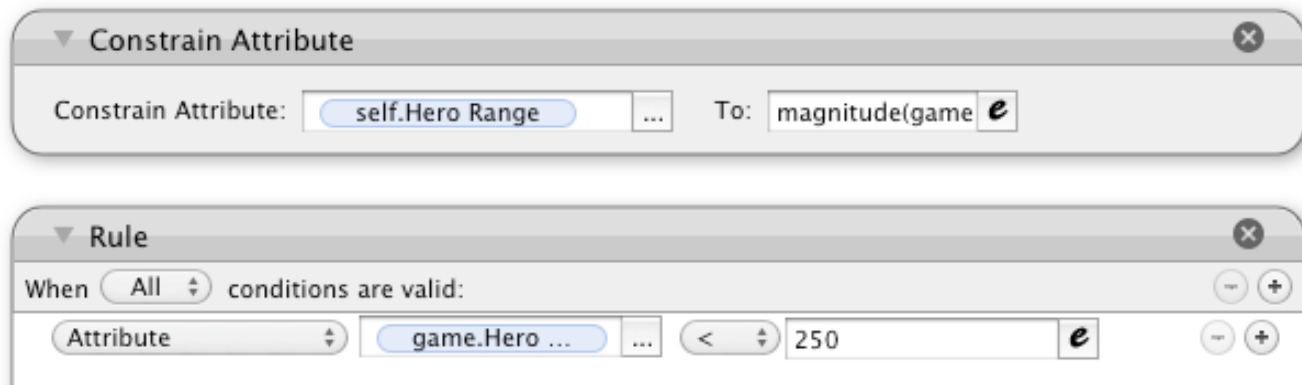 Constrain Attribute
Constrain Attribute: self.Hero Range ... To: magnitude(game e
Rule
When All conditions are valid:
Attribute game.Hero ... ... < 250 e